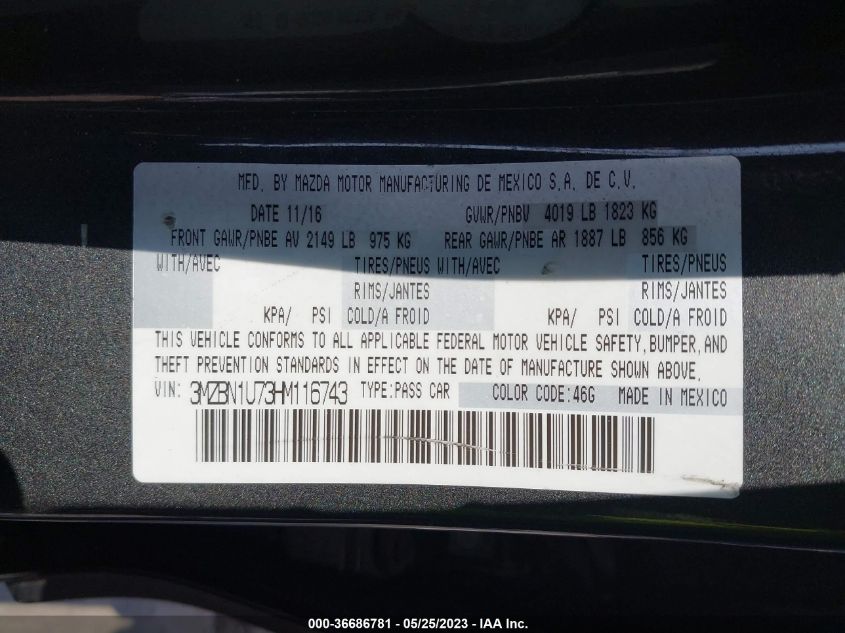 MFD. BY MAZDA MOTOR MANUFACTURING DE MEXICO S.A. DE C.V.
DATE 11/16 GVWR/PNBV 4019 LB 1823 KG
FRONT GAWR/PNBE AV 2149 LB 975 KG REAR GAWR/PNBE AR 1887 LB 856 KG
WITH/AVEC TIRES/PNEUS WITH/AVEC TIRES/PNEUS
RIMS/JANTES RIMS/JANTES
KPA/ PSI COLD/A FROID KPA/ PSI COLD/A FROID
THIS VEHICLE CONFORMS TO ALL APPLICABLE FEDERAL MOTOR VEHICLE SAFETY, BUMPER, AND
THEFT PREVENTION STANDARDS IN EFFECT ON THE DATE OF MANUFACTURE SHOWN ABOVE.
VIN: 3MZBN1U73HM116743 TYPE:PASS CAR COLOR CODE:46G MADE IN MEXICO
000-36686781 - 05/25/2023 - IAA Inc.